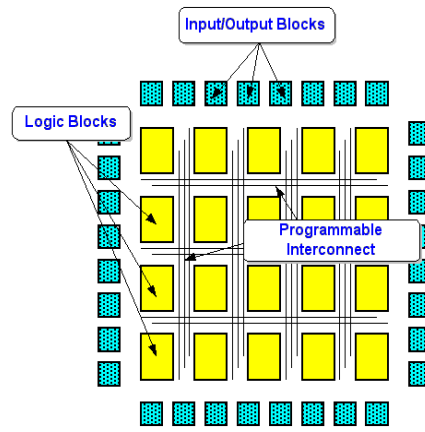 Input/Output Blocks
Logic Blocks
Programmable
Interconnect